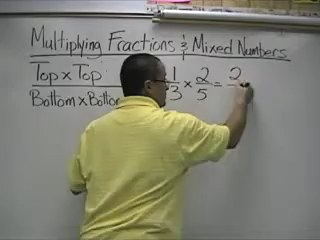 Multiplying Fractions & Mixed Numbers
Top x Top
Bottom x Bottom
1/3 x 2/5 = 2/